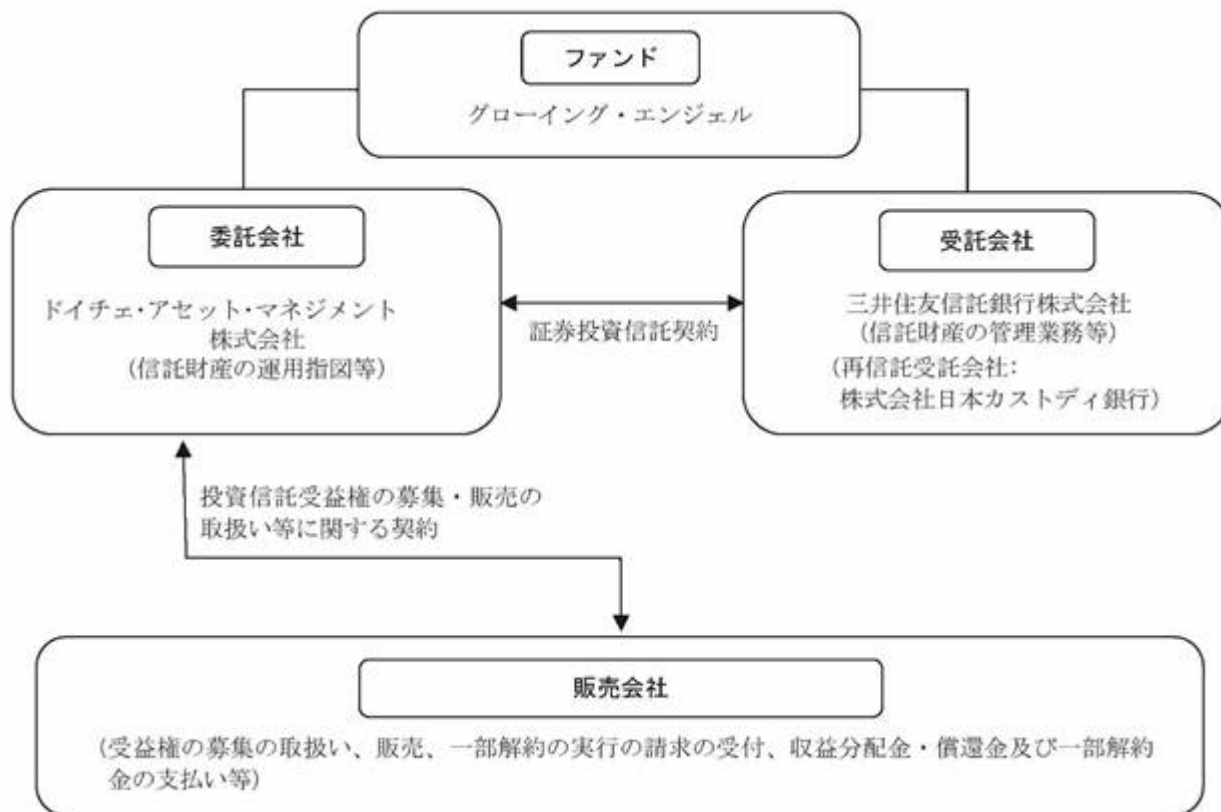 ファンド
グローイング・エンジェル
委託会社
ドイチェ・アセット・マネジメント
株式会社
(信託財産の運用指図等)
証券投資信託契約
受託会社
三井住友信託銀行株式会社
(信託財産の管理業務等)
(再信託受託会社:
株式会社日本カストディ銀行)
投資信託受益権の募集・販売の
取扱い等に関する契約
販売会社
(受益権の募集の取扱い、販売、一部解約の実行の請求の受付、収益分配金・償還金及び一部解約
金の支払い等)